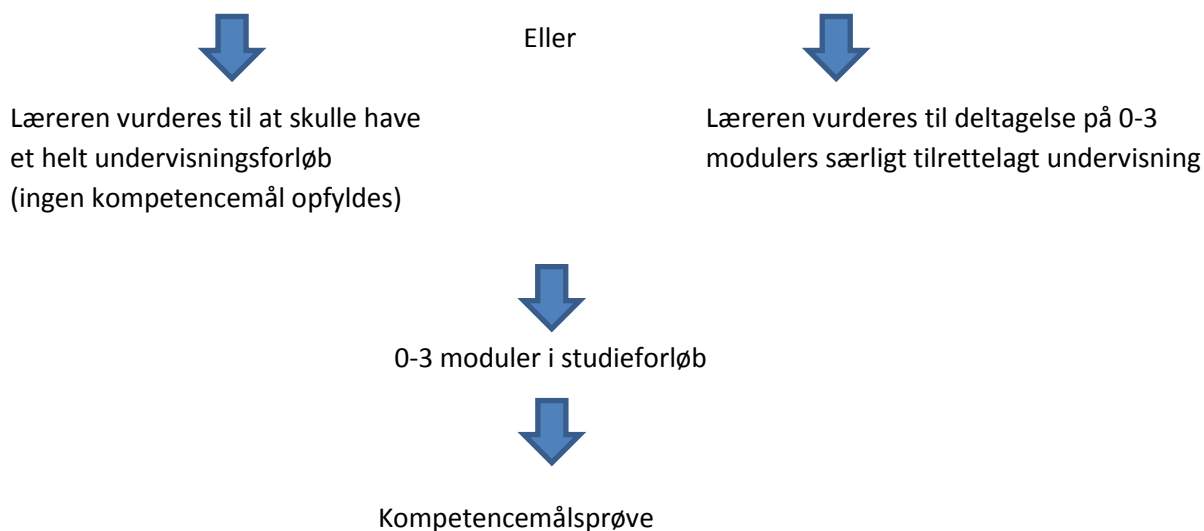 Eller
Læreren vurderes til at skulle have
et helt undervisningsforløb
(ingen kompetencemål opfyldes)
Læreren vurderes til deltagelse på 0-3
modulers særligt tilrettelagt undervisning
0-3 moduler i studieforløb
Kompetencemålsprøve